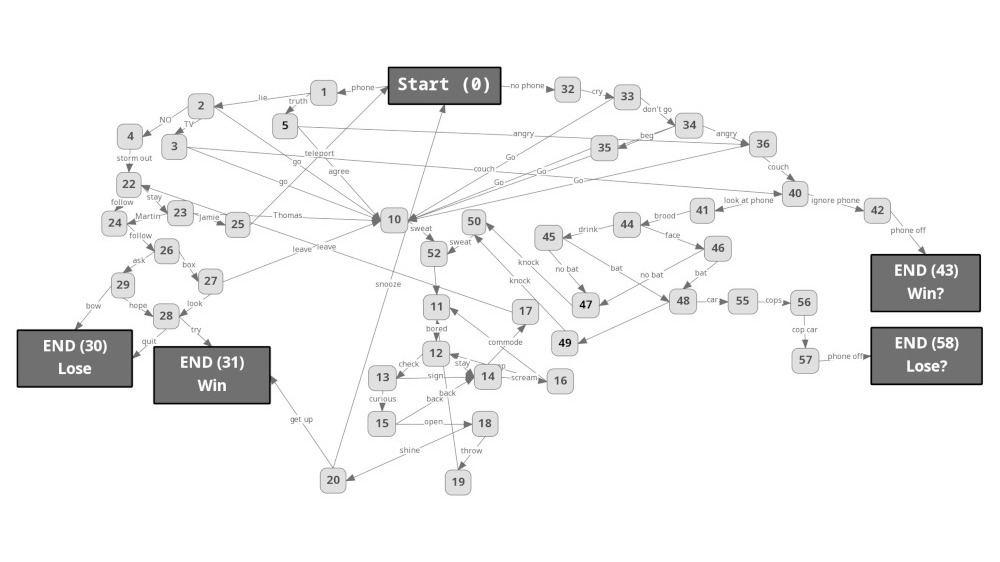 Start (0)
phone
no phone
32
cry
33
1
lie
truth
2
5
NO
TV
4
3
don't go
34
angry
beg
angry
35
36
teleport
Go
storm out
go
agree
couch
Go
couch
22
go
Go
40
follow
stay
look at phone
ignore phone
24
Martin
23
Jamie
25
Thomas
10
50
41
42
brood
44
drink
face
phone off
sweat
sweat
follow
26
leave
leave
52
45
46
ask
box
knock
no bat
bat
no bat
bat
END (43)
Win?
29
27
snooze
knock
bow
hope
look
11
17
47
48
car
55
cops
56
28
try
quit
bored
commode
49
cop car
END (30)
Lose
END (31)
Win
12
check
stay
57
phone off
END (58)
Lose?
13
sign
14
scream
16
curious
back
back
15
open
18
get up
shine
throw
20
19